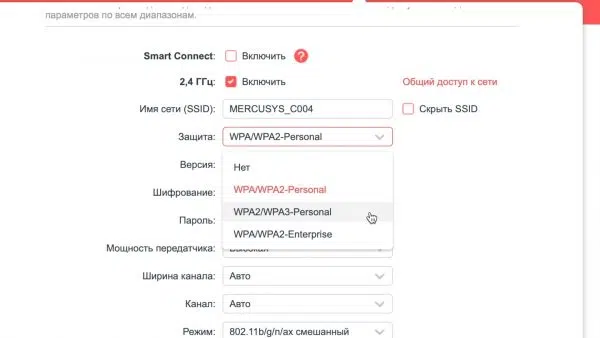 параметров по всем диапазонам.
Smart Connect: Включить ?
2,4 ГГц: Включить Общий доступ к сети
Имя сети (SSID): MERCUSYS_C004 Скрыть SSID
Защита: WPA/WPA2-Personal
Версия: Нет
WPA/WPA2-Personal
Шифрование:
WPA2/WPA3-Personal
Пароль:
WPA/WPA2-Enterprise
Мощность передатчика: Высокая
Ширина канала: Авто
Канал: Авто
Режим: 802.11b/g/n/ax смешанный